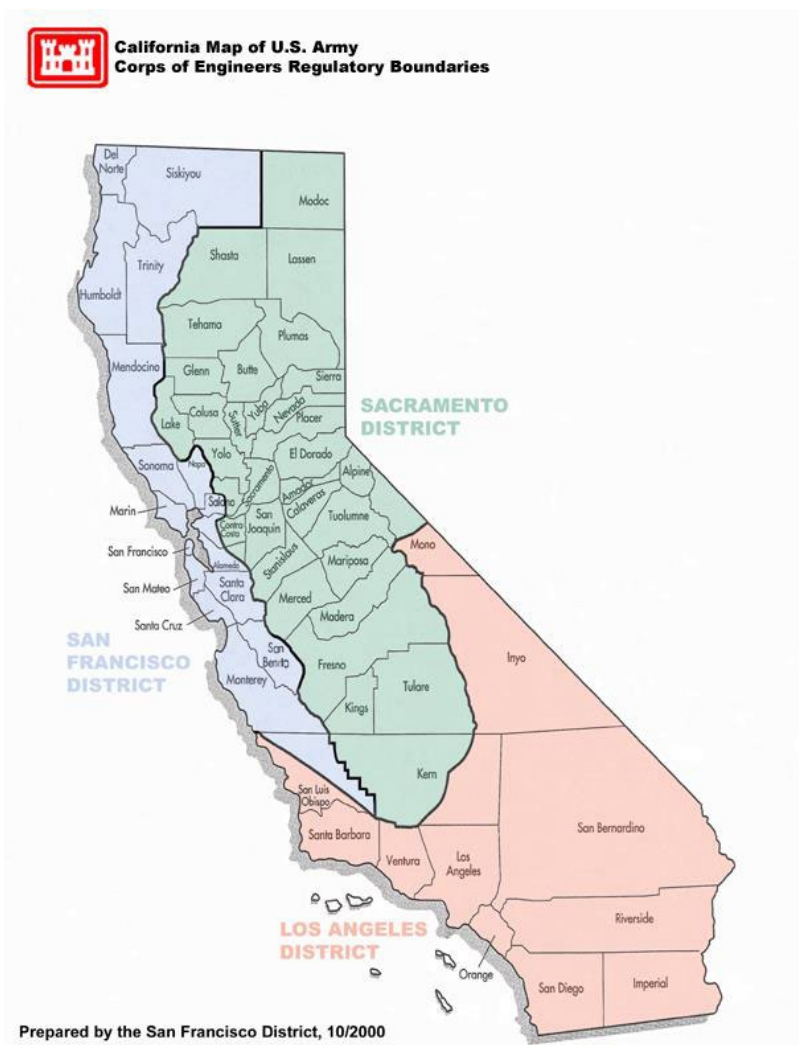 California Map of U.S. Army
Corps of Engineers Regulatory Boundaries
Del
Norte
Siskiyou
Modoc
Shasta
Lassen
Trinity
Humboldt
Tehama
Plumas
Mendocino
Glenn
Butte
Sierra
Lake
Colusa
Sutter
Yuba
Nevada
Placer
SACRAMENTO
DISTRICT
Sonoma
Napa
Yolo
El Dorado
Alpine
Sacramento
Amador
Calaveras
Solano
Marin
Contra
Costa
San
Joaquin
Tuolumne
Mono
San Francisco
Alameda
Stanislaus
Mariposa
San Mateo
Santa
Clara
Merced
Madera
Santa Cruz
SAN
FRANCISCO
DISTRICT
San
Benito
Monterey
Fresno
Inyo
Tulare
Kings
Kern
San Luis
Obispo
Santa Barbara
Ventura
Los
Angeles
San Bernardino
Riverside
LOS ANGELES
DISTRICT
Orange
San Diego
Imperial
Prepared by the San Francisco District, 10/2000